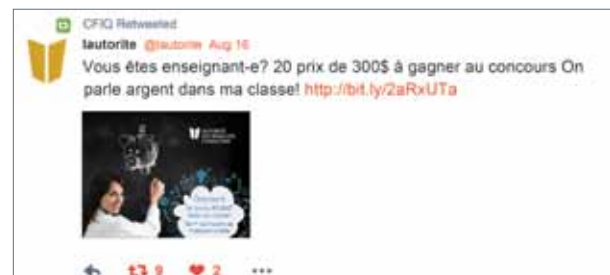 CFIQ Retweeted
lautorite @lautorite Aug 16
Vous êtes enseignant-e? 20 prix de 300$ à gagner au concours On
parle argent dans ma classe! http://bit.ly/2aRxUTa
9 2